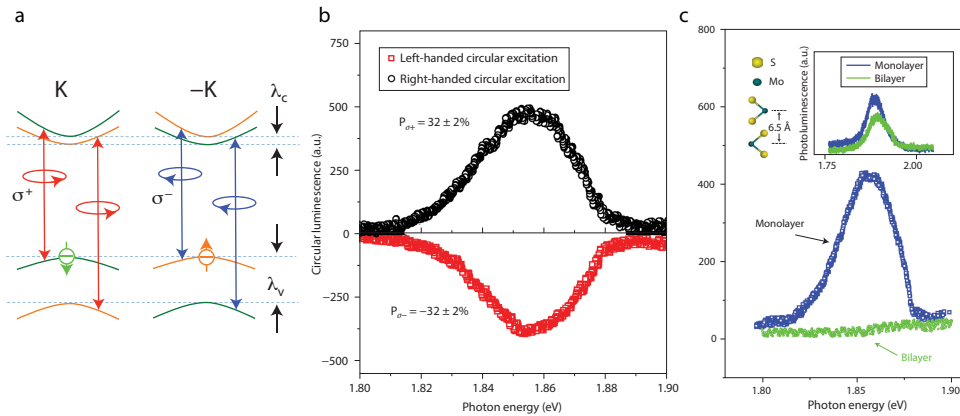 a
K
−K
λC
σ+
σ−
λV
b
Circular luminescence (a.u.)
750
500
250
0
−250
−500
Left-handed circular excitation
Right-handed circular excitation
Pσ+ = 32 ± 2%
Pσ− = −32 ± 2%
1.80
1.82
1.84
1.86
1.88
1.90
Photon energy (eV)
c
800
600
400
200
0
S
Mo
6.5 Å
Photoluminescence (a.u.)
Monolayer
Bilayer
1.76
2.00
Monolayer
Bilayer
1.80
1.85
1.90
Photon energy (eV)